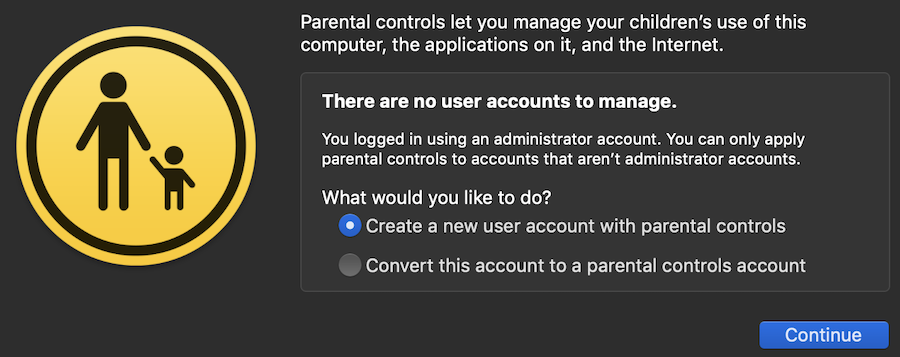 Parental controls let you manage your children’s use of this
computer, the applications on it, and the Internet.
There are no user accounts to manage.
You logged in using an administrator account. You can only apply
parental controls to accounts that aren’t administrator accounts.
What would you like to do?
Create a new user account with parental controls
Convert this account to a parental controls account
Continue